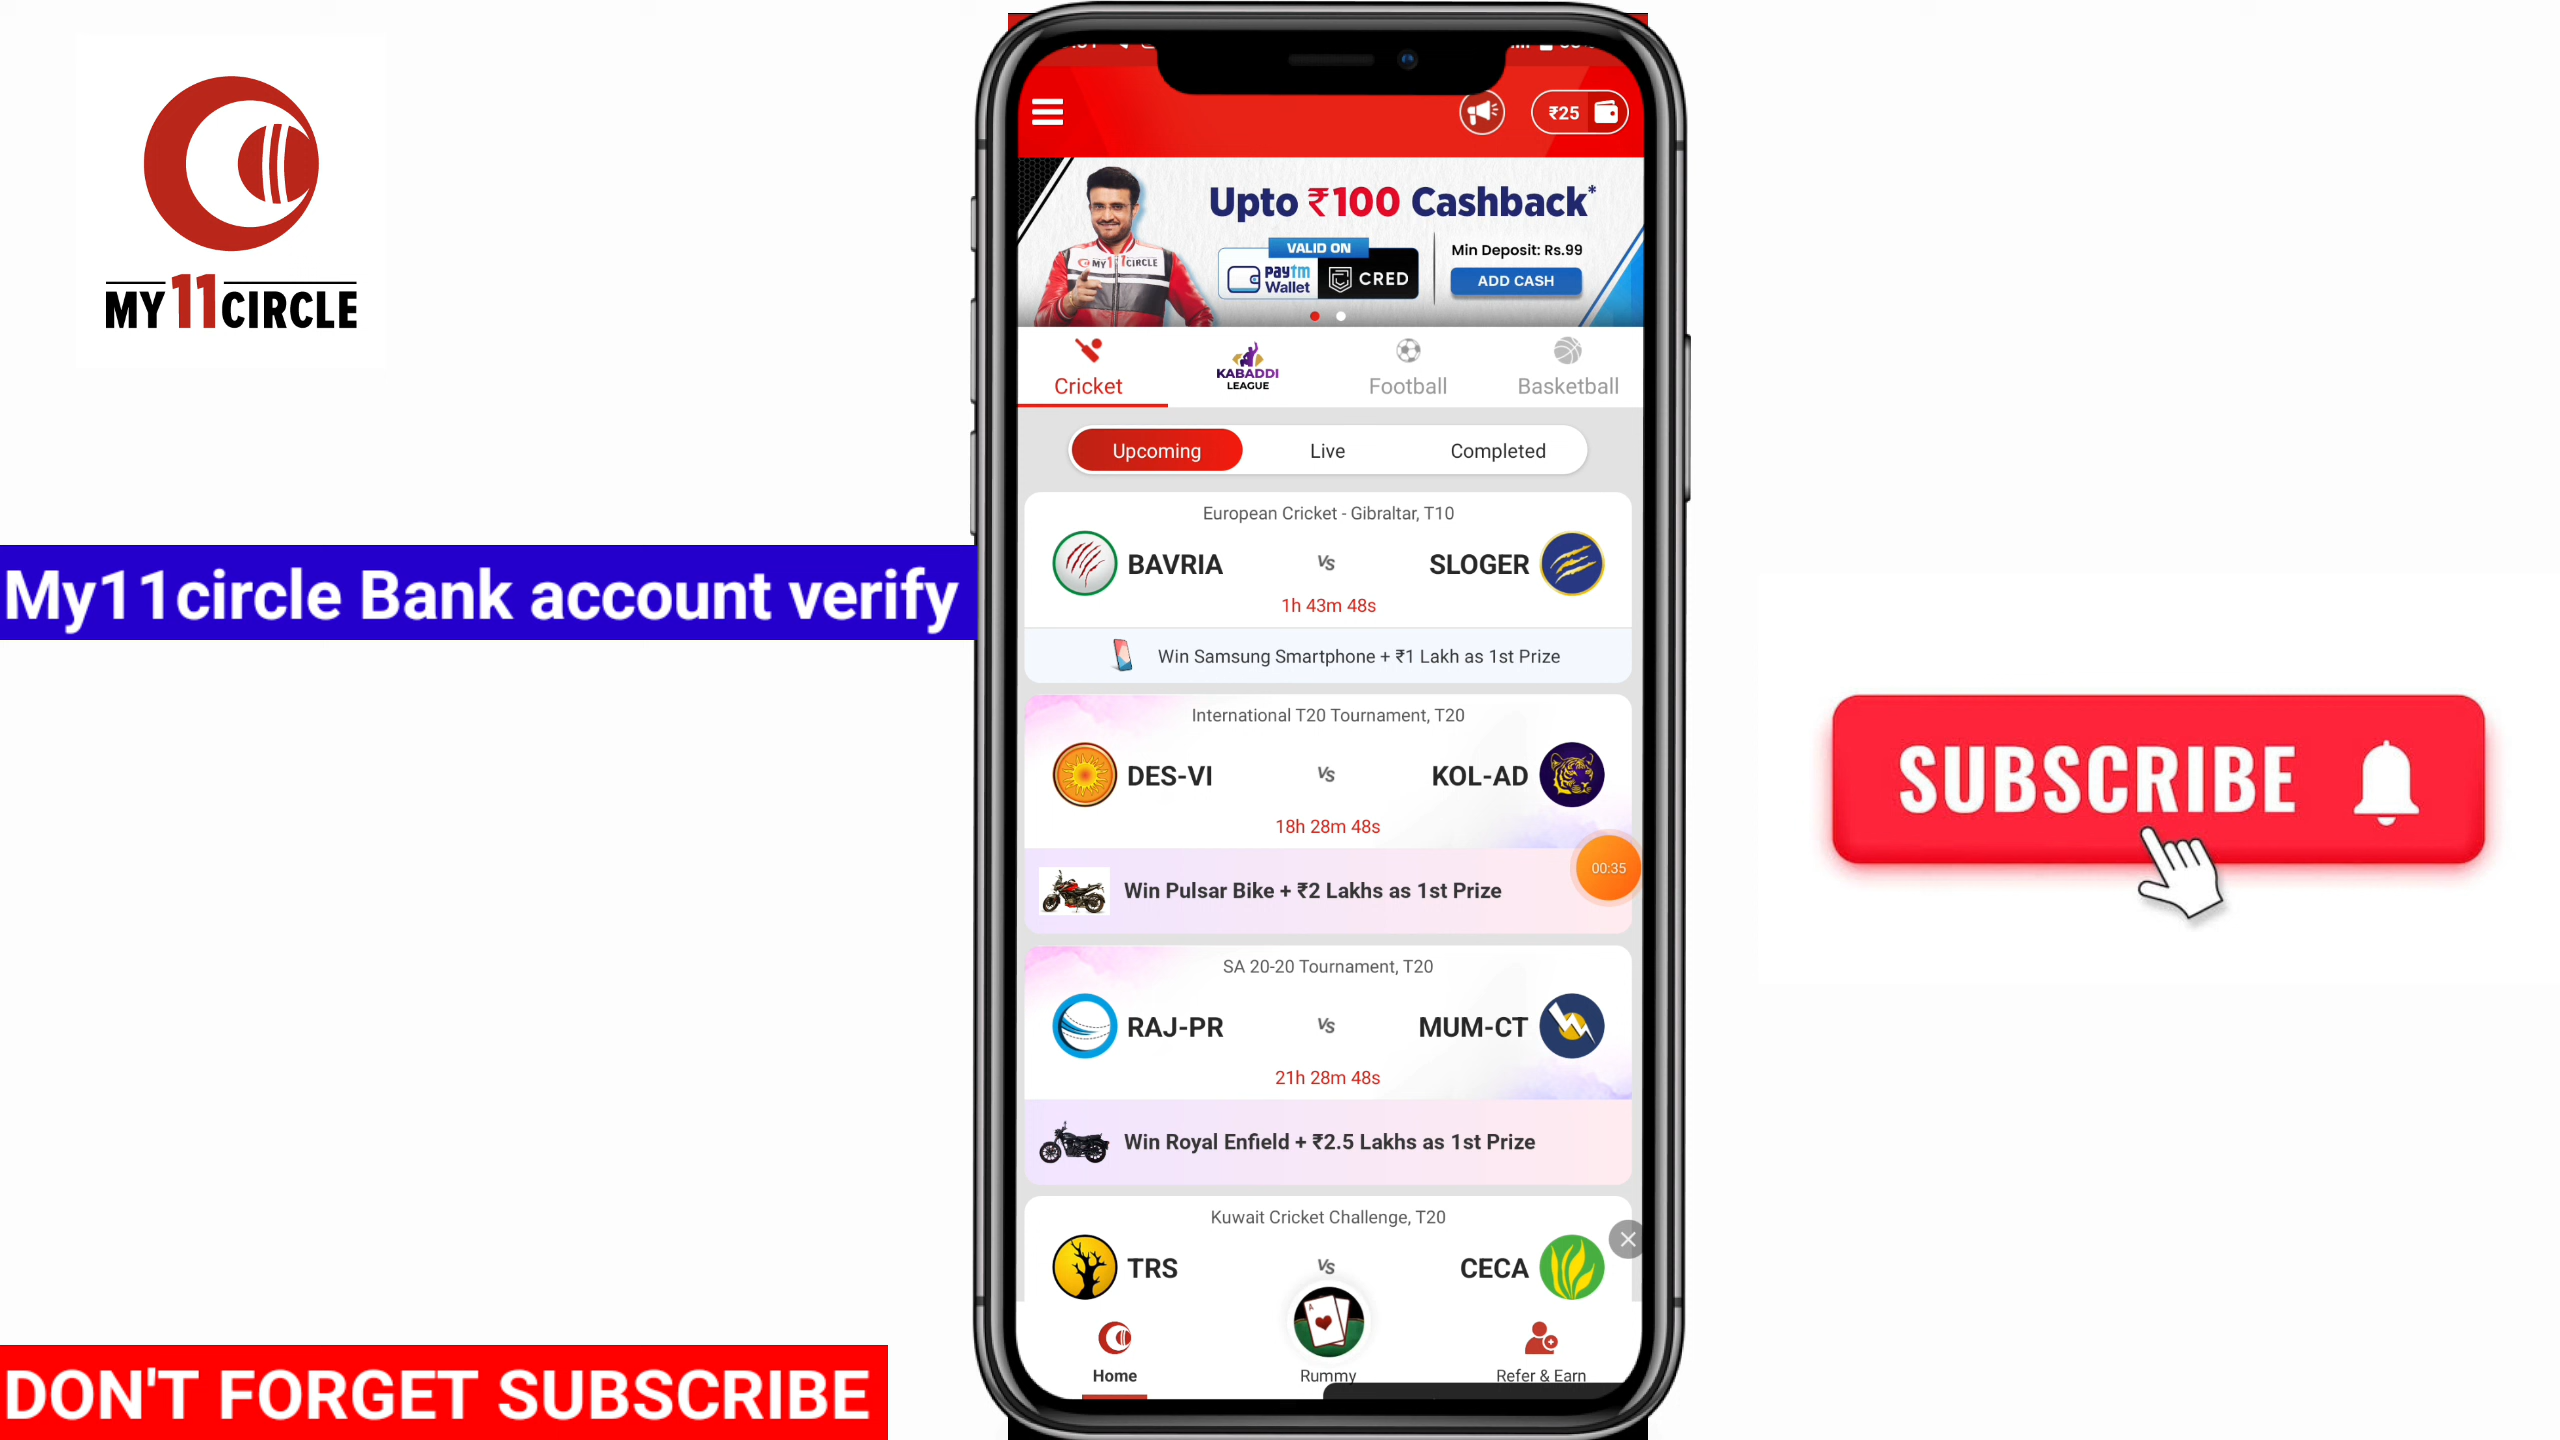 MY11CIRCLE
My11circle Bank account verify
DON'T FORGET SUBSCRIBE
₹25
Upto ₹100 Cashback*
VALID ON
paytm
Wallet
CRED
Min Deposit: Rs.99
ADD CASH
MY11CIRCLE
Cricket
KABADDI
LEAGUE
Football
Basketball
Upcoming
Live
Completed
European Cricket - Gibraltar, T10
BAVRIA Vs SLOGER
1h 43m 48s
Win Samsung Smartphone + ₹1 Lakh as 1st Prize
International T20 Tournament, T20
DES-VI Vs KOL-AD
18h 28m 48s
00:35
Win Pulsar Bike + ₹2 Lakhs as 1st Prize
SA 20-20 Tournament, T20
RAJ-PR Vs MUM-CT
21h 28m 48s
Win Royal Enfield + ₹2.5 Lakhs as 1st Prize
Kuwait Cricket Challenge, T20
TRS Vs CECA
A
Home
Rummy
Refer & Earn
SUBSCRIBE